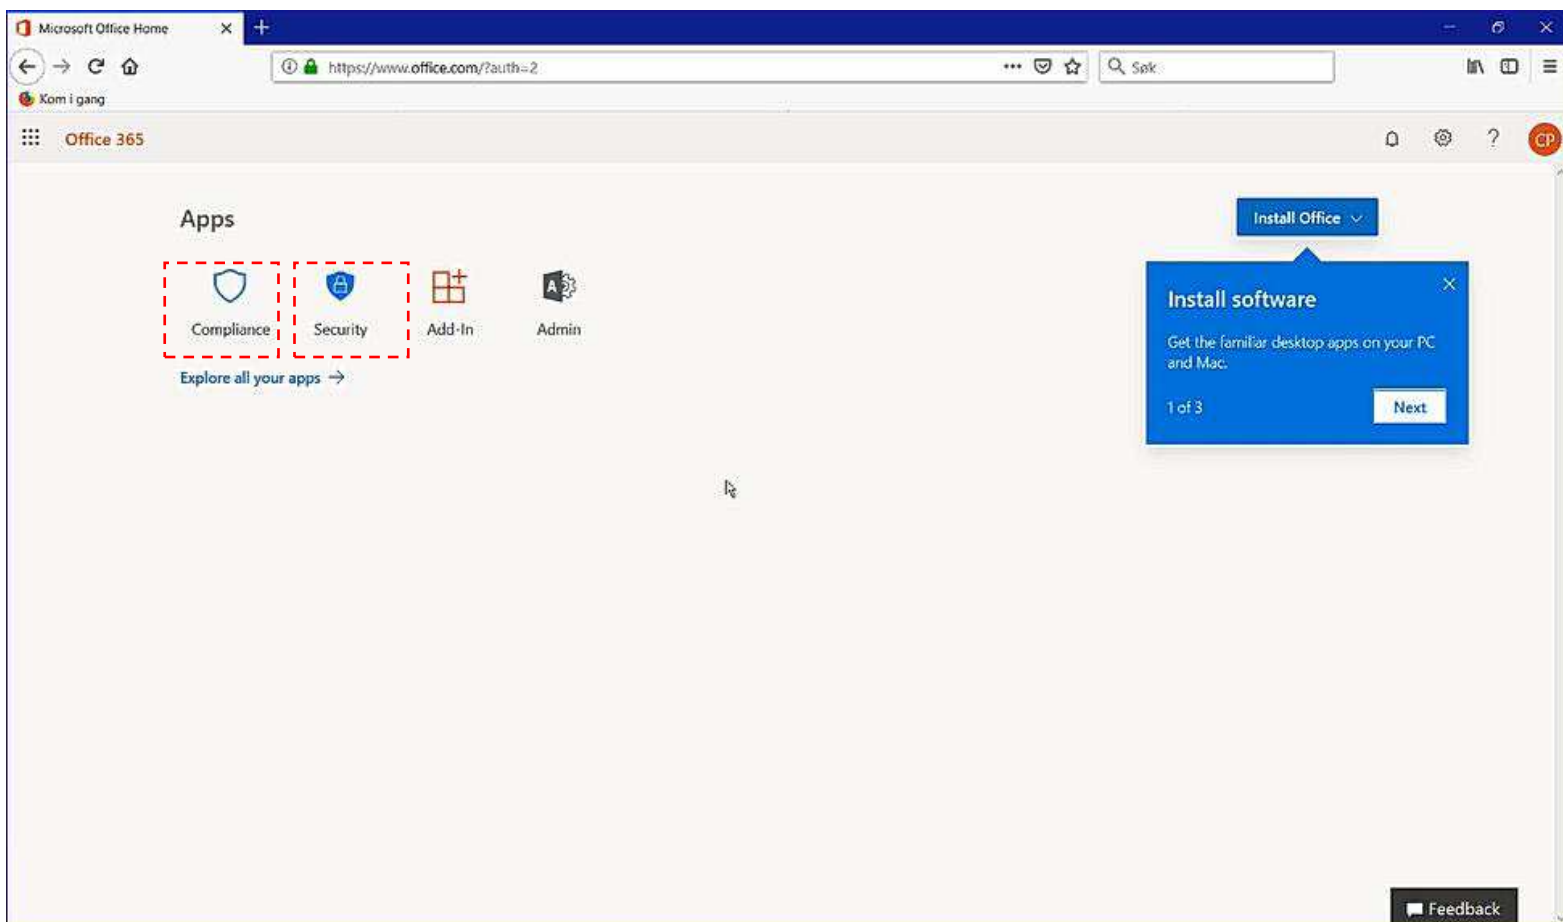 Microsoft Office Home
https://www.office.com/?auth=2
Søk
Kom i gang
Office 365
?
CP
Apps
Install Office
Compliance
Security
Add-In
Admin
Explore all your apps →
Install software
Get the familiar desktop apps on your PC
and Mac.
1 of 3
Next
Feedback